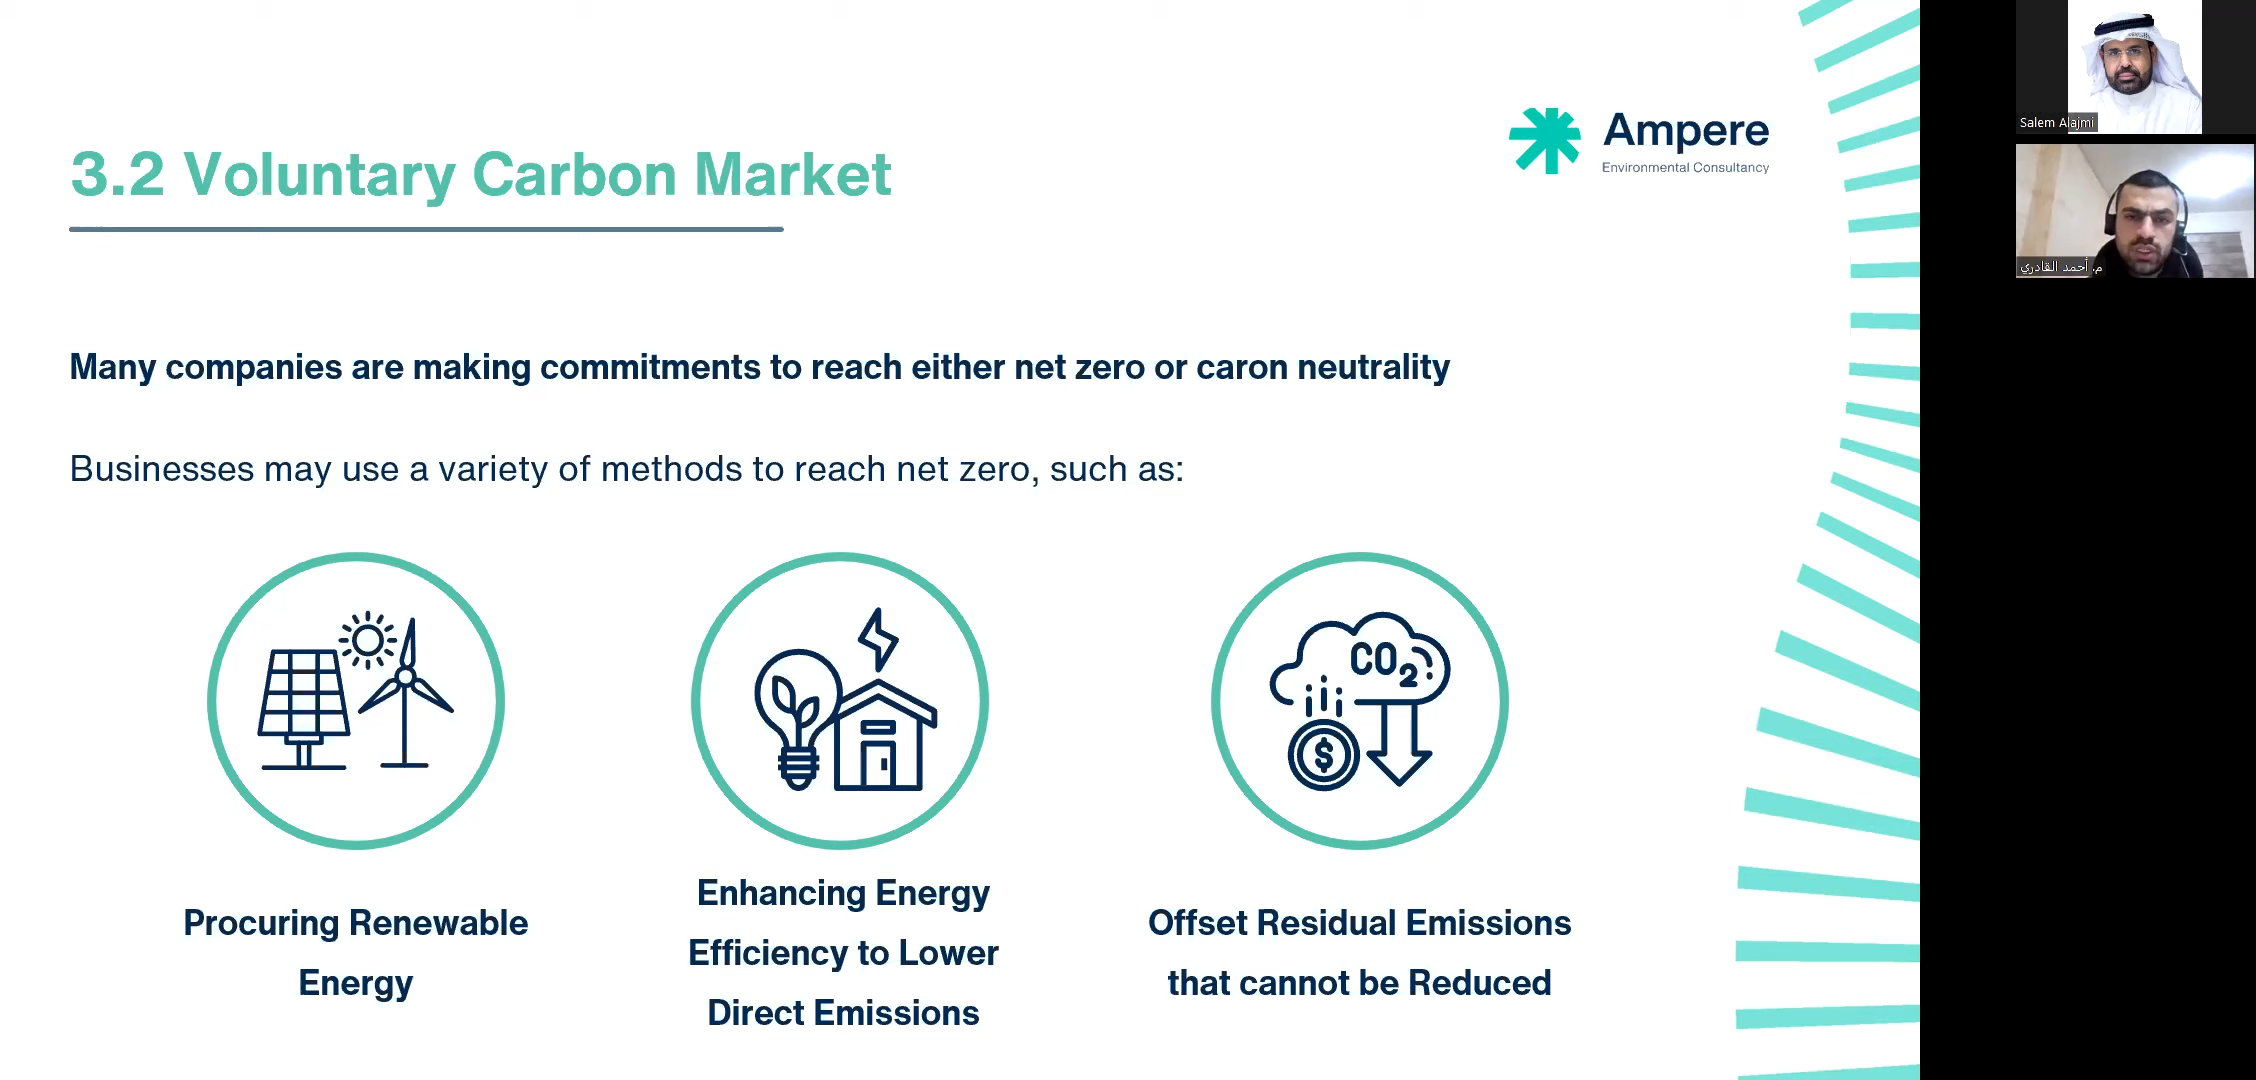 Ampere
Environmental Consultancy
3.2 Voluntary Carbon Market
Many companies are making commitments to reach either net zero or caron neutrality
Businesses may use a variety of methods to reach net zero, such as:
CO2
$
Procuring Renewable
Energy
Enhancing Energy
Efficiency to Lower
Direct Emissions
Offset Residual Emissions
that cannot be Reduced
Salem Alajmi
م. أحمد القادري